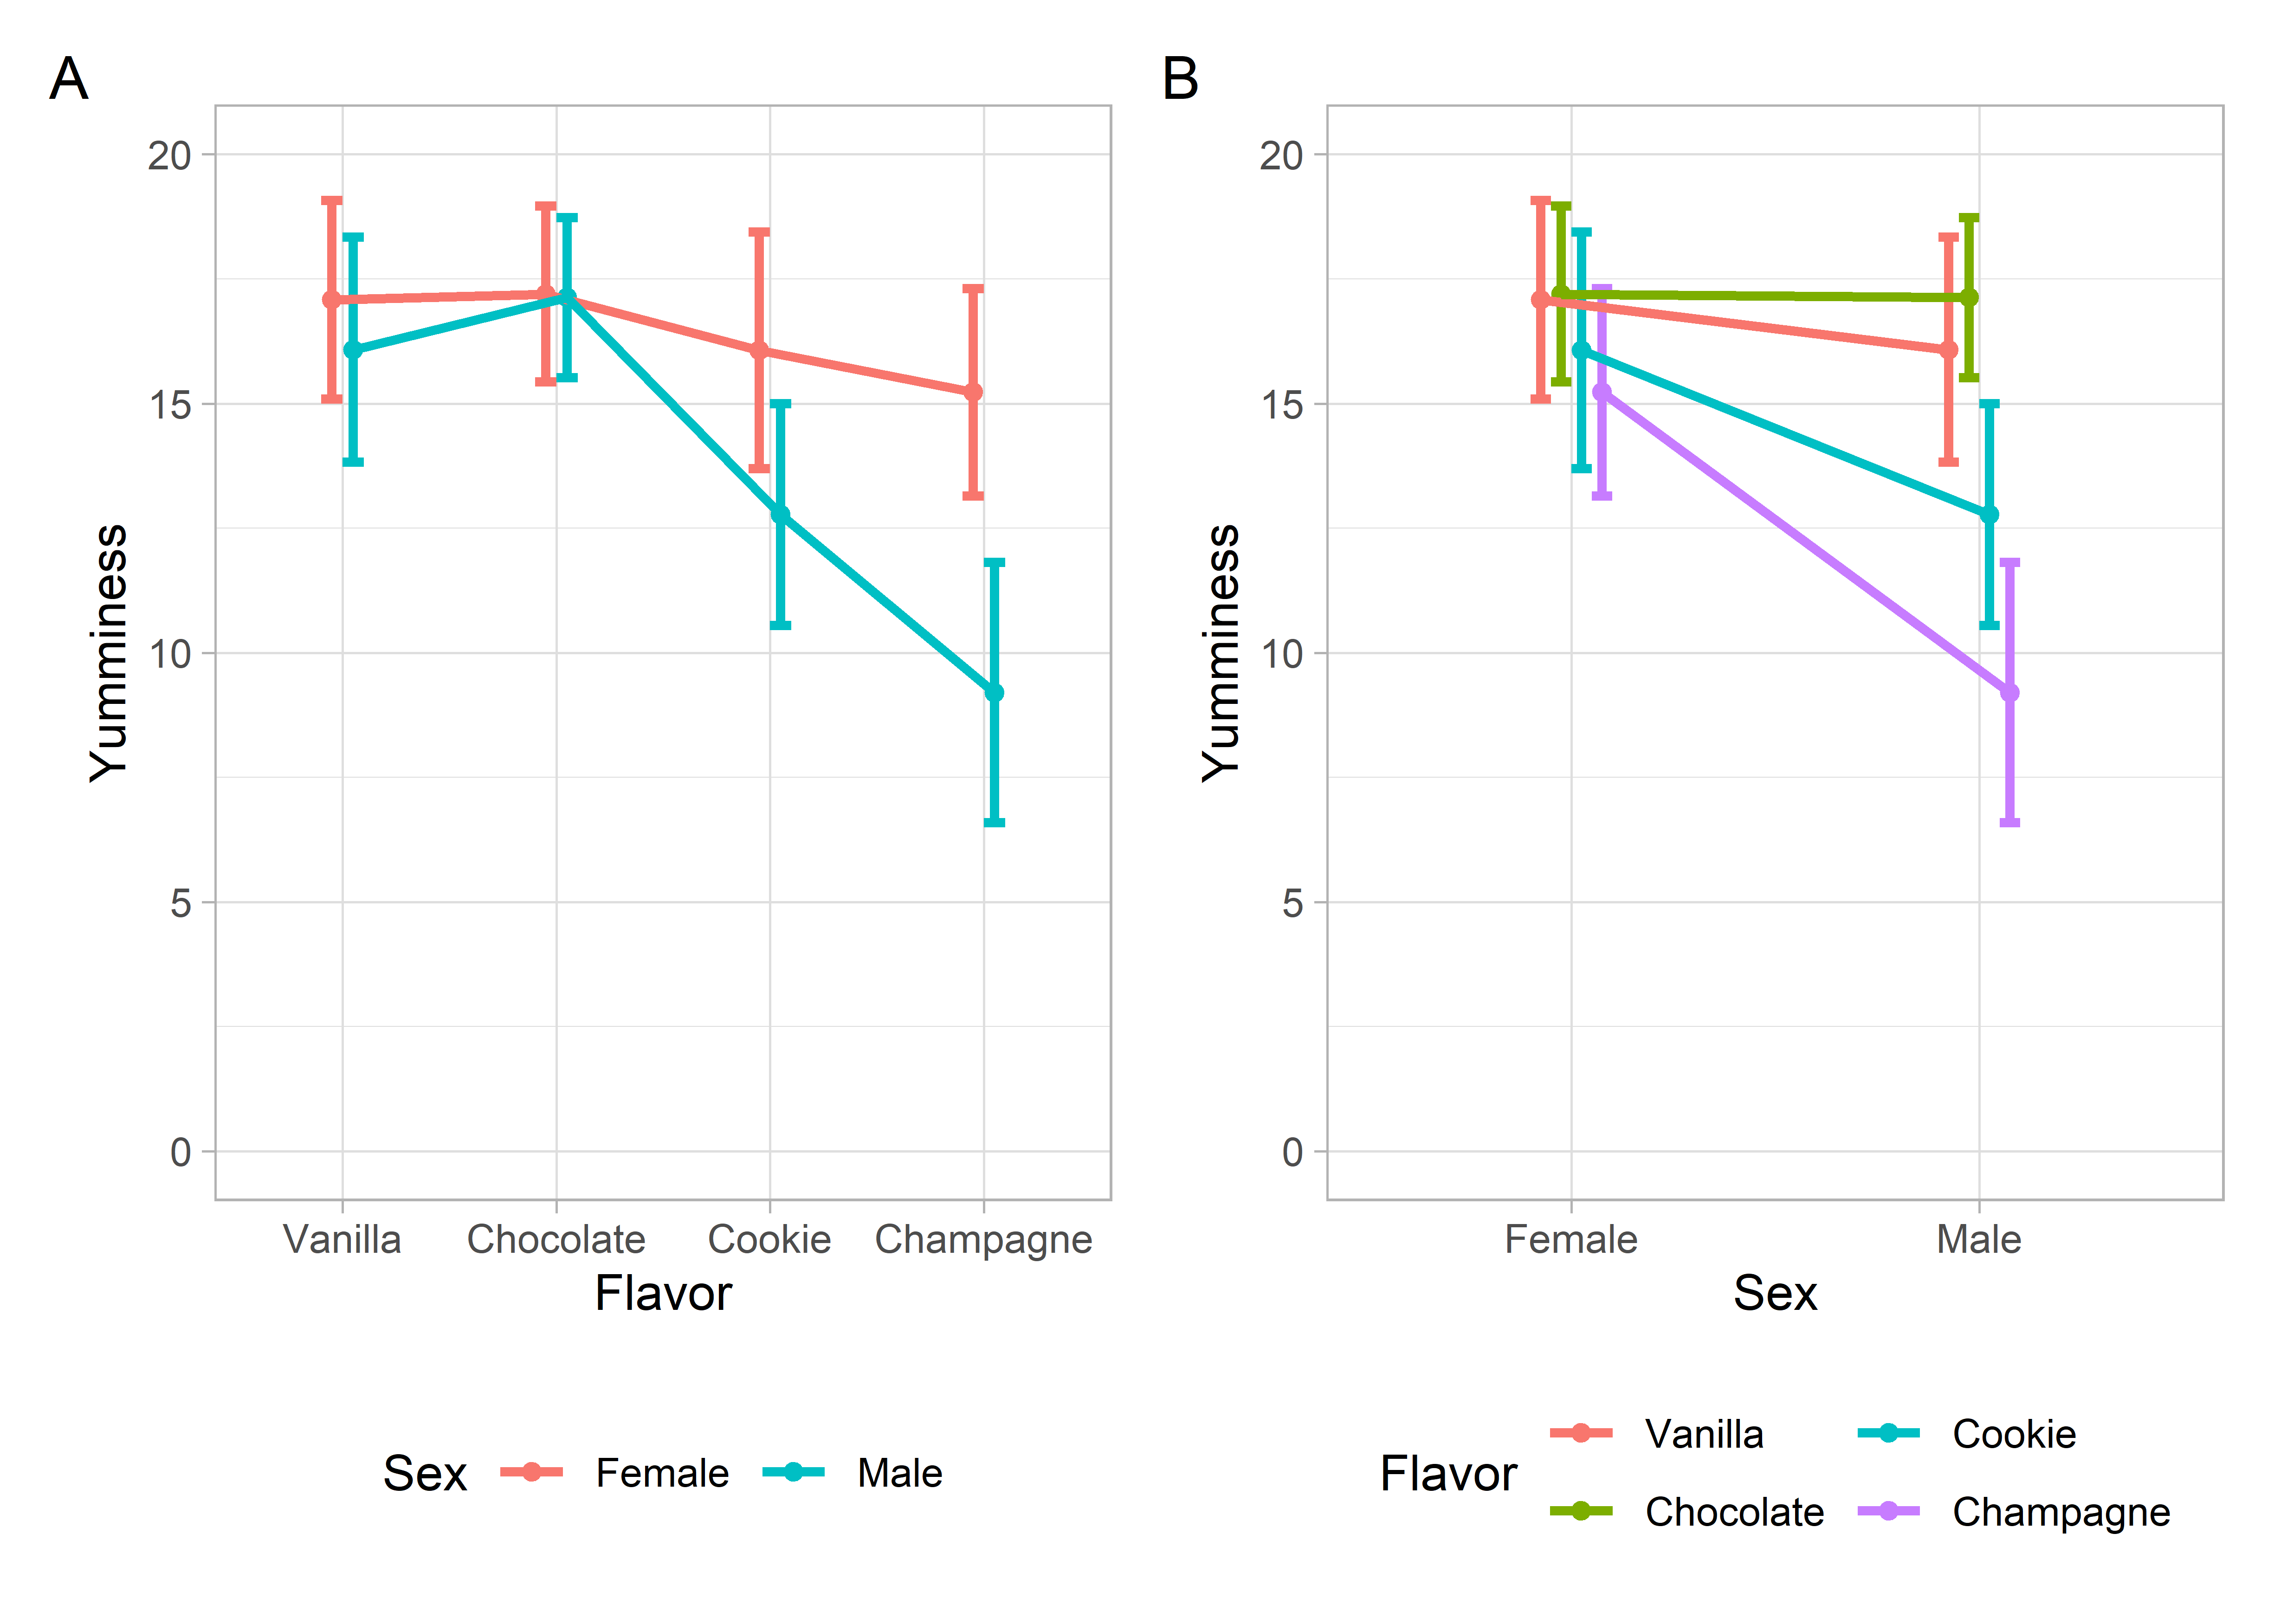 A
20
15
10
5
0
Yumminess
Vanilla Chocolate Cookie Champagne
Flavor
Sex Female Male
B
20
15
10
5
0
Yumminess
Female Male
Sex
Flavor
Vanilla Cookie
Chocolate Champagne